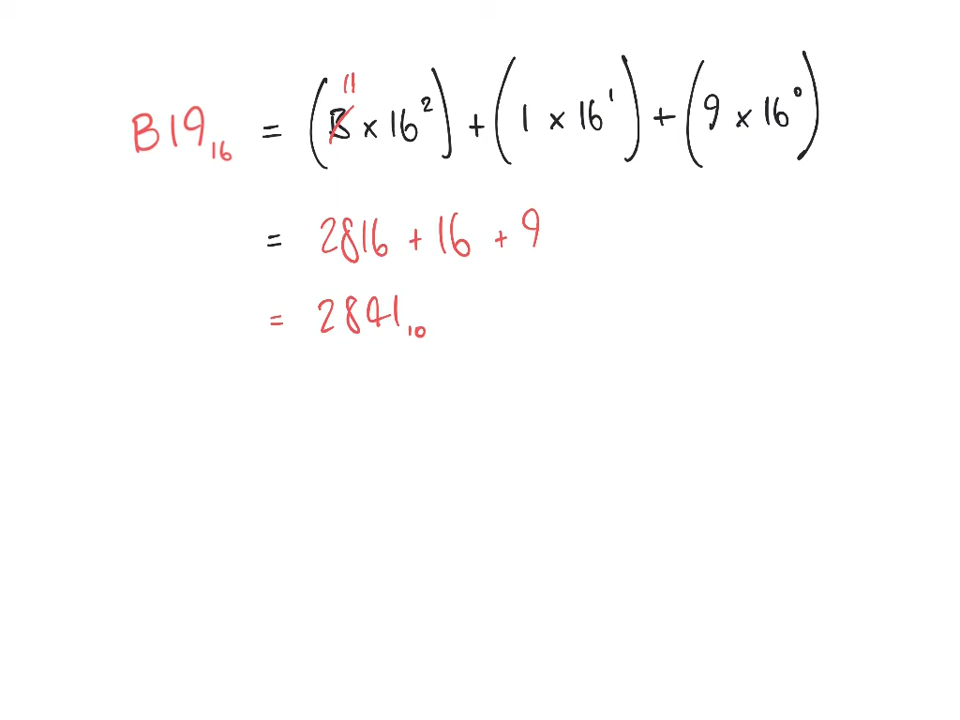 B19₁₆ = (B̸ 11 × 16²) + (1 × 16¹) + (9 × 16⁰)
= 2816 + 16 + 9
= 2841₁₀